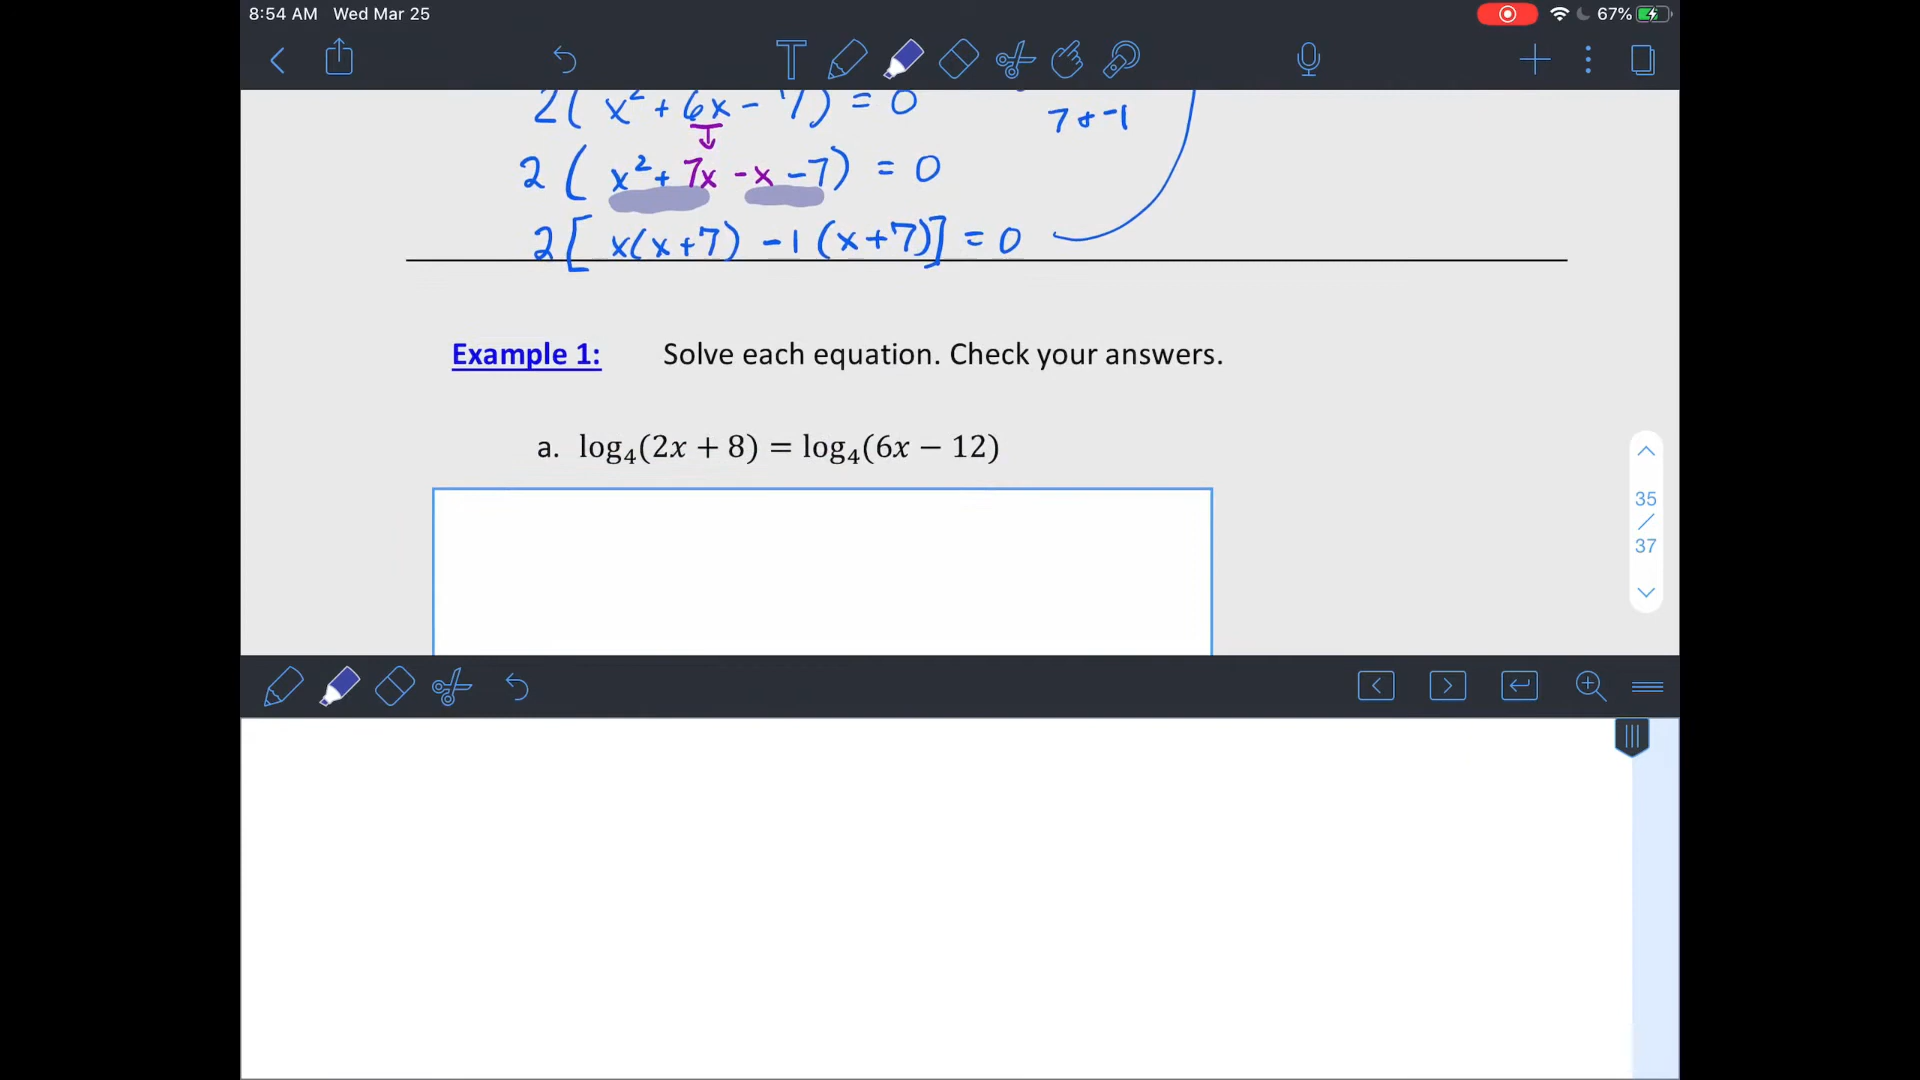 8:54 AM Wed Mar 25 67%
T
2( x² + 6x - 7) = 0
7 & -1
2 ( x² + 7x - x - 7) = 0
2[ x(x+7) -1 (x+7)] = 0
Example 1: Solve each equation. Check your answers.
a. log₄(2x + 8) = log₄(6x − 12)
35
/
37